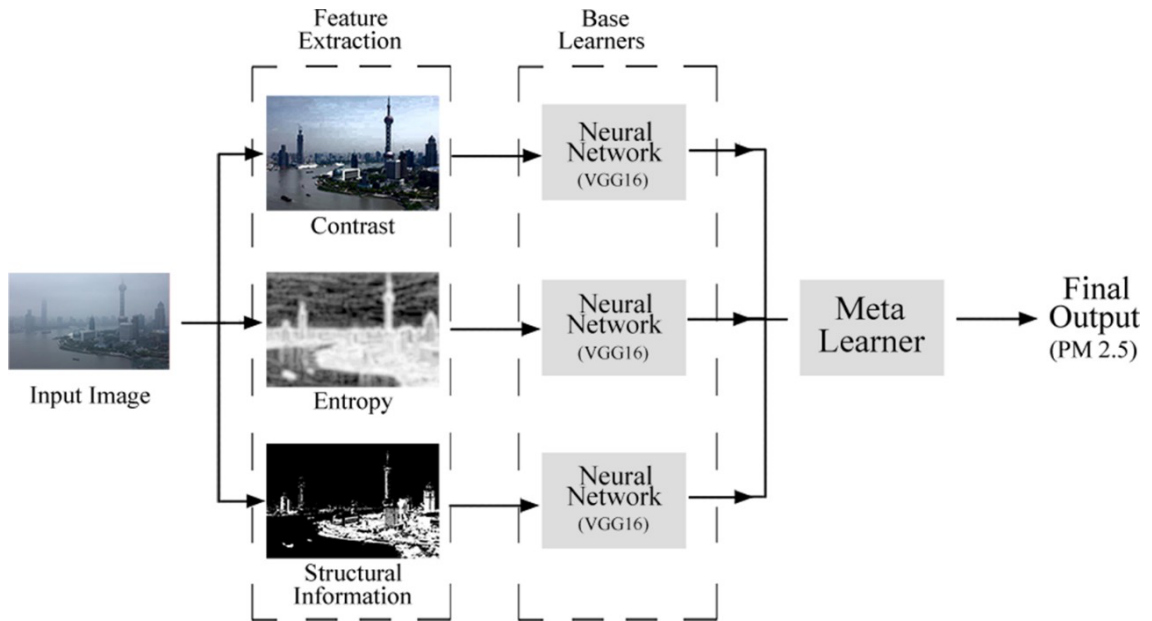 Feature
Extraction
Base
Learners
Contrast
Neural
Network
(VGG16)
Input Image
Entropy
Neural
Network
(VGG16)
Meta
Learner
Final
Output
(PM 2.5)
Structural
Information
Neural
Network
(VGG16)